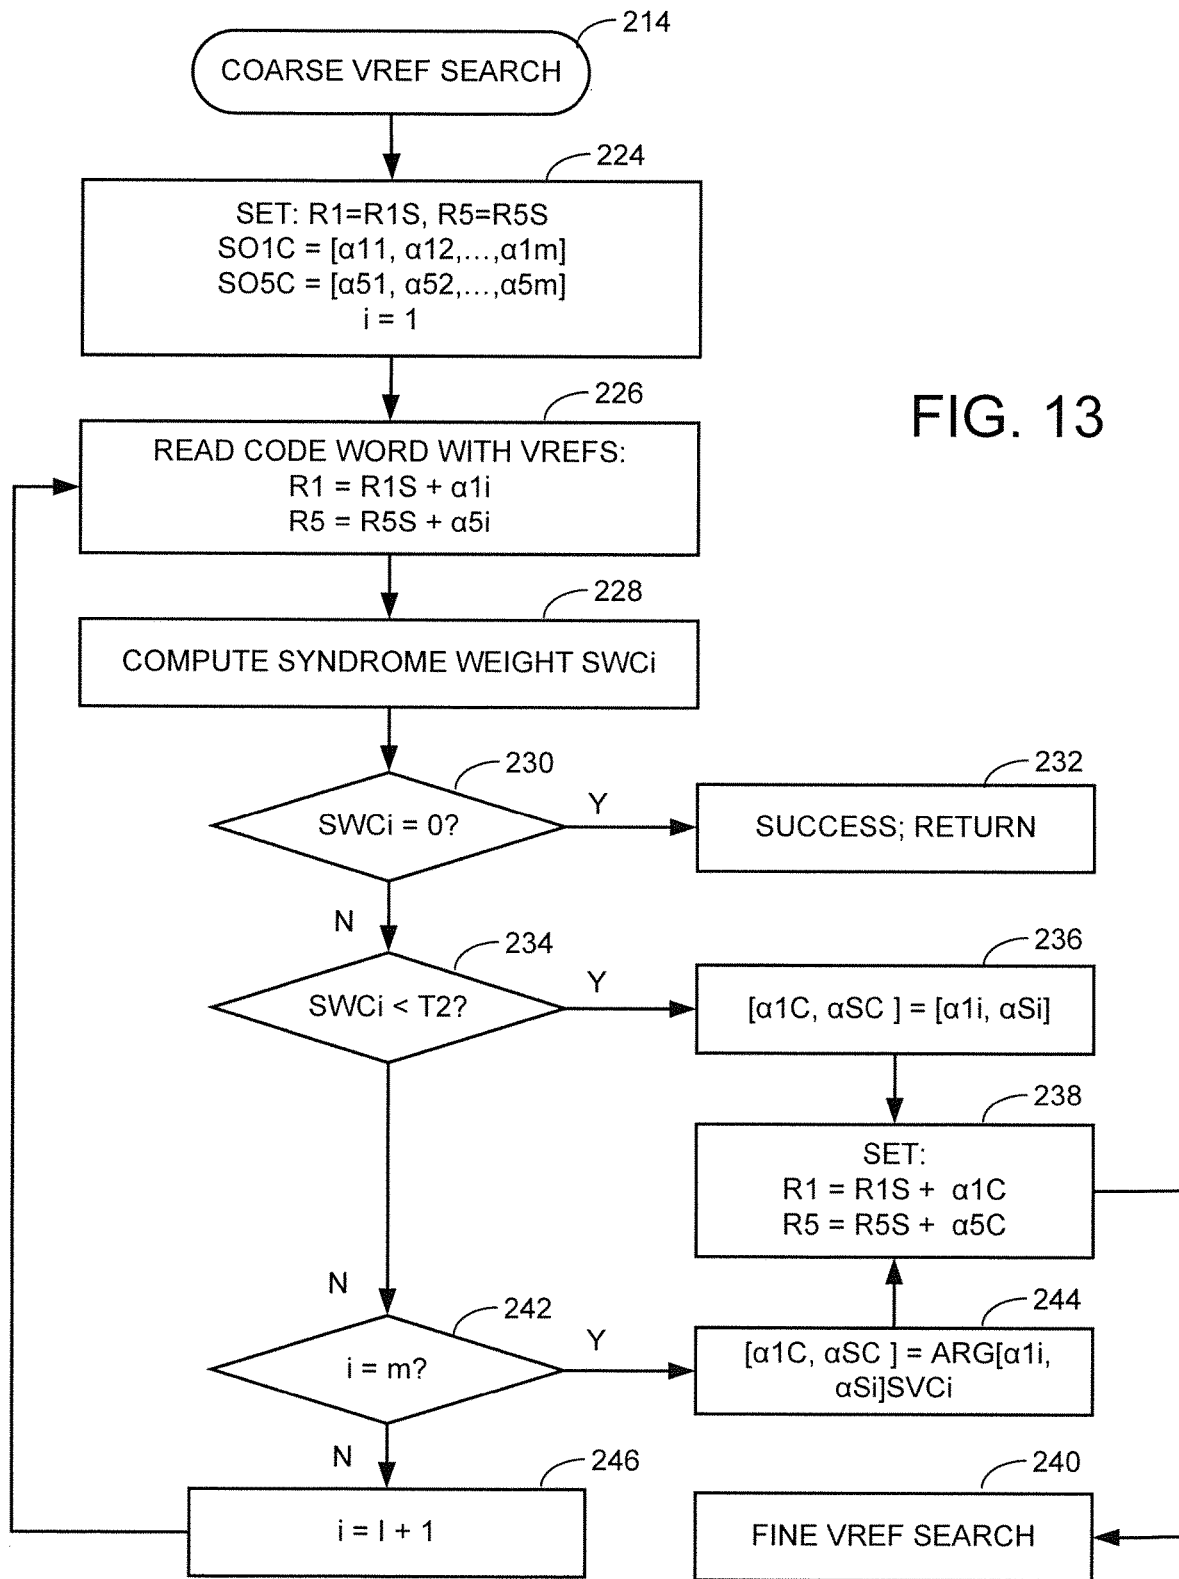 214
COARSE VREF SEARCH
224
SET: R1=R1S, R5=R5S
SO1C = [α11, α12,...,α1m]
SO5C = [α51, α52,...,α5m]
i = 1
226
READ CODE WORD WITH VREFS:
R1 = R1S + α1i
R5 = R5S + α5i
FIG. 13
228
COMPUTE SYNDROME WEIGHT SWCi
230
SWCi = 0?
Y
232
SUCCESS; RETURN
N
234
SWCi < T2?
Y
236
[α1C, αSC ] = [α1i, αSi]
238
SET:
R1 = R1S + α1C
R5 = R5S + α5C
N
242
i = m?
Y
244
[α1C, αSC ] = ARG[α1i,
αSi]SVCi
N
246
i = I + 1
240
FINE VREF SEARCH